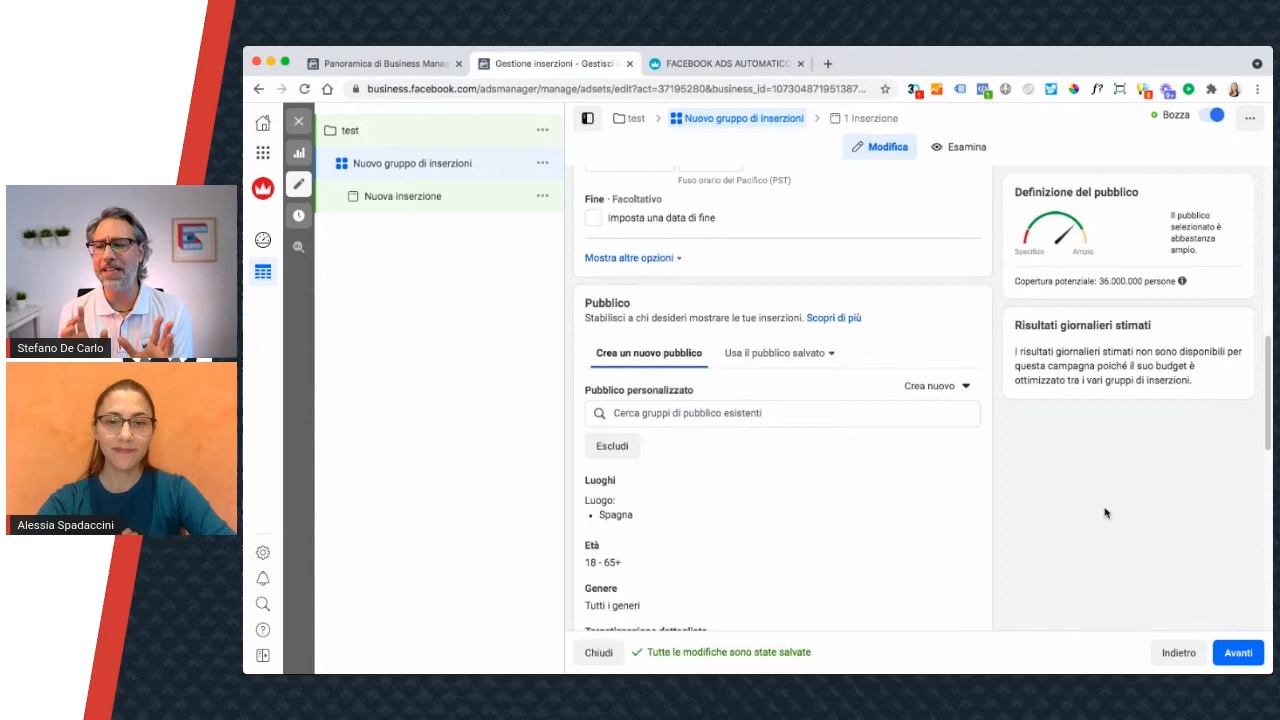 Panoramica di Business Mana
Gestione inserzioni - Gestisci
FACEBOOK ADS AUTOMATICO
business.facebook.com/adsmanager/manage/adsets/edit?act=37195280&business_id=107304871951387...
test
Nuovo gruppo di inserzioni
Nuova inserzione
test > Nuovo gruppo di inserzioni > 1 Inserzione
Bozza
Modifica
Esamina
Fuso orario del Pacifico (PST)
Fine · Facoltativo
Imposta una data di fine
Mostra altre opzioni
Pubblico
Stabilisci a chi desideri mostrare le tue inserzioni. Scopri di più
Crea un nuovo pubblico
Usa il pubblico salvato
Pubblico personalizzato
Crea nuovo
Cerca gruppi di pubblico esistenti
Escludi
Luoghi
Luogo:
• Spagna
Età
18 - 65+
Genere
Tutti i generi
Targetizzazione dettagliata
Definizione del pubblico
Specifico
Ampio
Il pubblico
selezionato è
abbastanza
ampio.
Copertura potenziale: 36.000.000 persone
Risultati giornalieri stimati
I risultati giornalieri stimati non sono disponibili per
questa campagna poiché il suo budget è
ottimizzato tra i vari gruppi di inserzioni.
Chiudi
Tutte le modifiche sono state salvate
Indietro
Avanti
Stefano De Carlo
Alessia Spadaccini